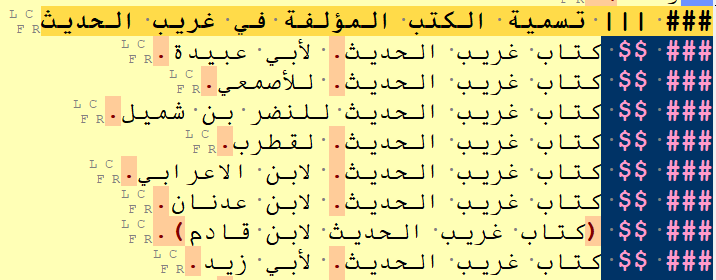 ### ||| تسمية الكتب المؤلفة في غريب الحديث
### $$ كتاب غريب الحديث. لأبي عبيدة.
### $$ كتاب غريب الحديث. للأصمعي.
### $$ كتاب غريب الحديث للنضر بن شميل.
### $$ كتاب غريب الحديث. لقطرب.
### $$ كتاب غريب الحديث. لابن الاعرابي.
### $$ كتاب غريب الحديث. لابن عدنان.
### $$ (كتاب غريب الحديث لابن قادم).
### $$ كتاب غريب الحديث. لأبي زيد.